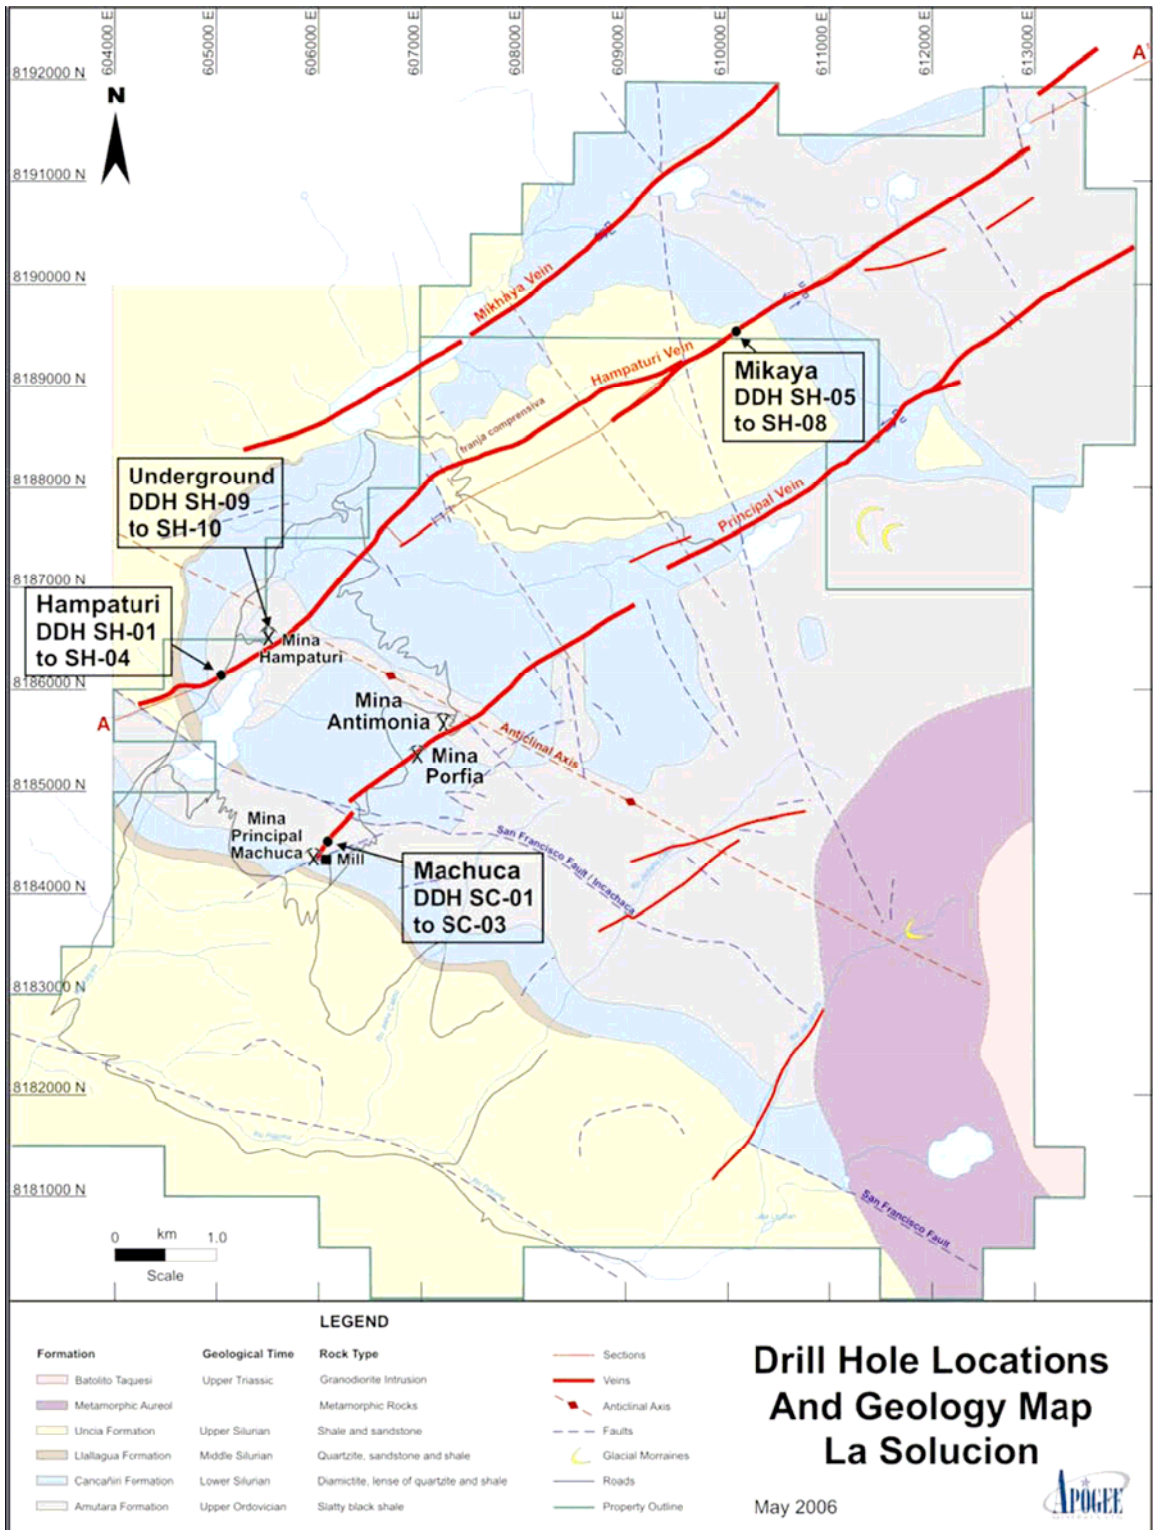 604000 E
605000 E
606000 E
607000 E
608000 E
609000 E
610000 E
611000 E
612000 E
613000 E
8192000 N
A'
N
8191000 N
8190000 N
Mikhaya Vein
8189000 N
Hampaturi Vein
Mikaya
DDH SH-05
to SH-08
franja comprensiva
8188000 N
Underground
DDH SH-09
to SH-10
Principal Vein
8187000 N
Hampaturi
DDH SH-01
to SH-04
Mina
Hampaturi
8186000 N
A
Mina
Antimonia
Anticlinal Axis
Mina
Porfia
8185000 N
Mina
Principal
Machuca
Mill
San Francisco Fault / Incachaca
Machuca
DDH SC-01
to SC-03
8184000 N
8183000 N
8182000 N
8181000 N
San Francisco Fault
0 km 1.0
Scale
LEGEND
Formation Geological Time Rock Type
Batolito Taquesi Upper Triassic Granodiorite Intrusion
Metamorphic Aureol Metamorphic Rocks
Uncia Formation Upper Silurian Shale and sandstone
Llallagua Formation Middle Silurian Quartzite, sandstone and shale
Cancañiri Formation Lower Silurian Diamictite, lense of quartzite and shale
Amutara Formation Upper Ordovician Slatty black shale
Sections
Veins
Anticlinal Axis
Faults
Glacial Morraines
Roads
Property Outline
Drill Hole Locations
And Geology Map
La Solucion
May 2006
APOGEE